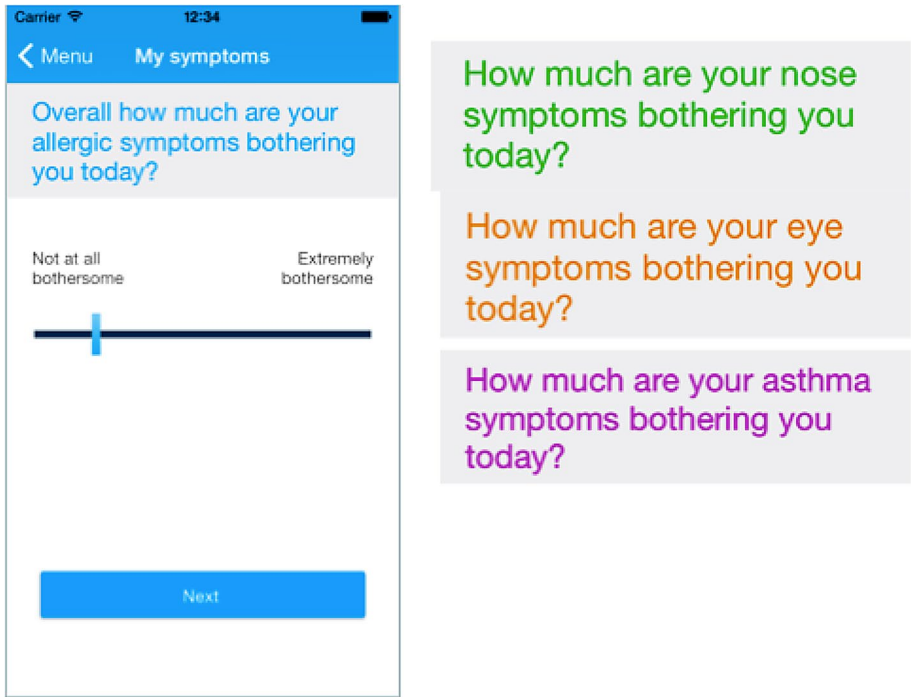 Carrier 12:34
Menu My symptoms
Overall how much are your
allergic symptoms bothering
you today?
Not at all
bothersome
Extremely
bothersome
Next
How much are your nose
symptoms bothering you
today?
How much are your eye
symptoms bothering you
today?
How much are your asthma
symptoms bothering you
today?